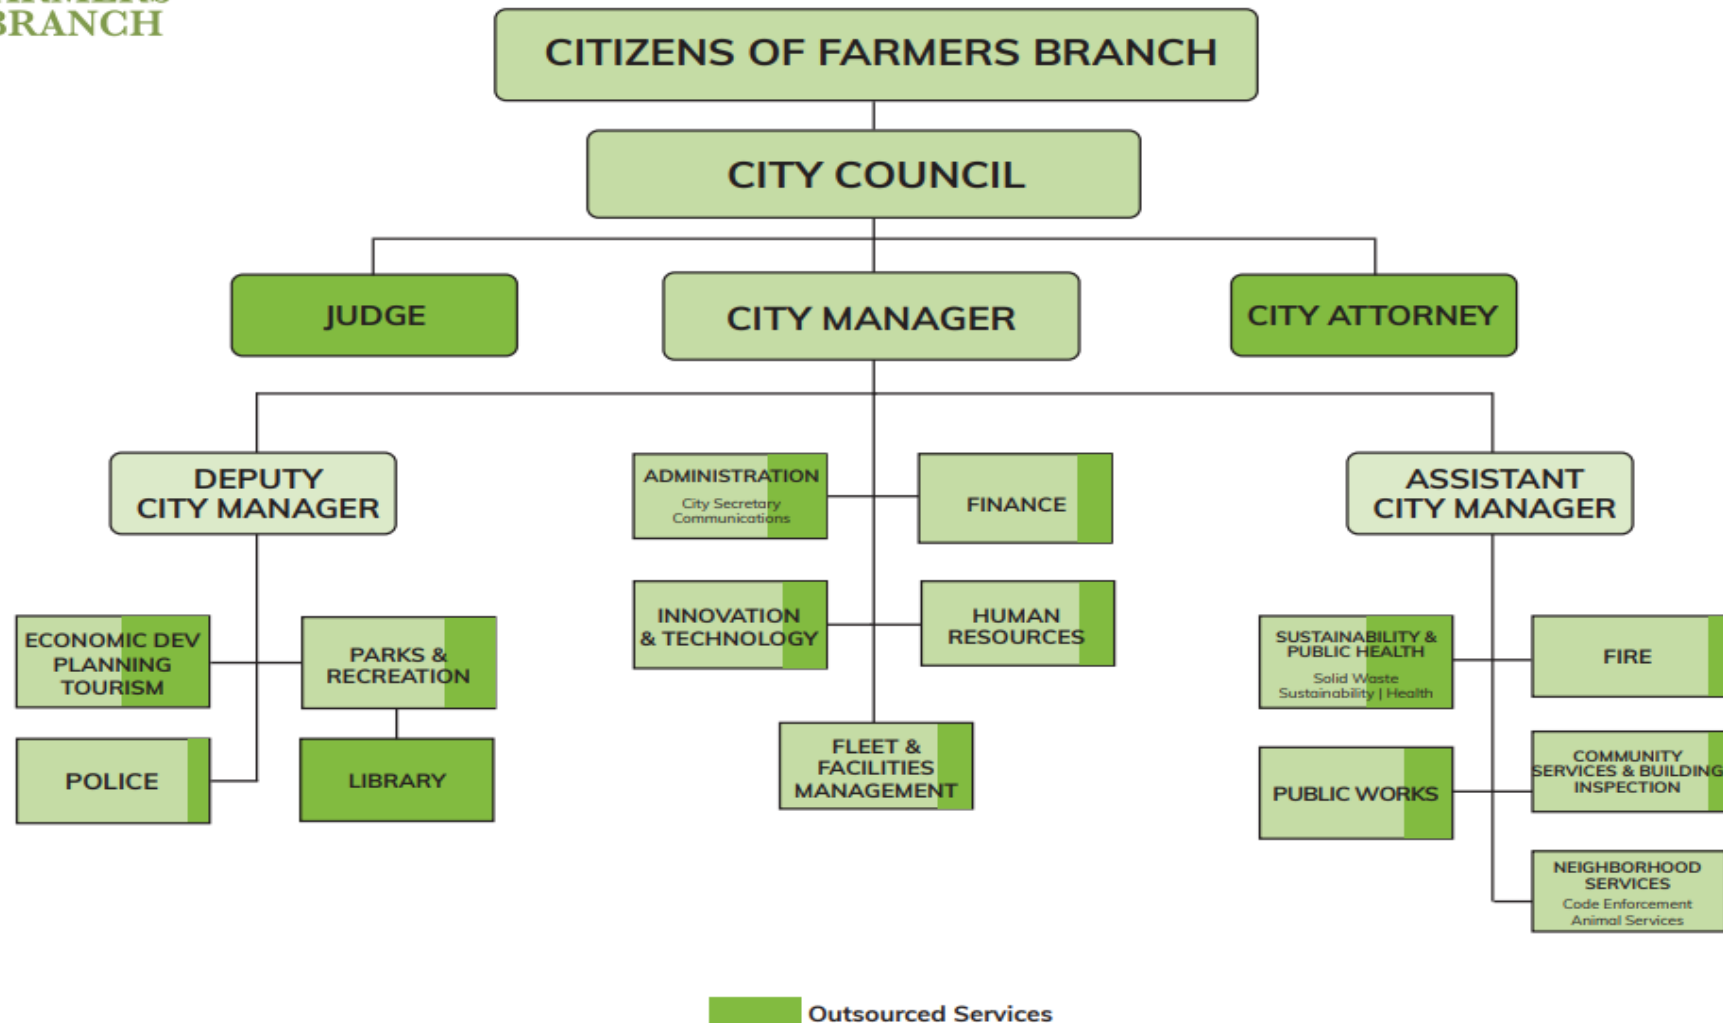 BRANCH
CITIZENS OF FARMERS BRANCH
CITY COUNCIL
JUDGE
CITY MANAGER
CITY ATTORNEY
DEPUTY
CITY MANAGER
ADMINISTRATION
City Secretary
Communications
FINANCE
ASSISTANT
CITY MANAGER
INNOVATION
& TECHNOLOGY
HUMAN
RESOURCES
ECONOMIC DEV
PLANNING
TOURISM
PARKS &
RECREATION
SUSTAINABILITY &
PUBLIC HEALTH
Solid Waste
Sustainability | Health
FIRE
POLICE
LIBRARY
FLEET &
FACILITIES
MANAGEMENT
PUBLIC WORKS
COMMUNITY
SERVICES & BUILDING
INSPECTION
NEIGHBORHOOD
SERVICES
Code Enforcement
Animal Services
Outsourced Services